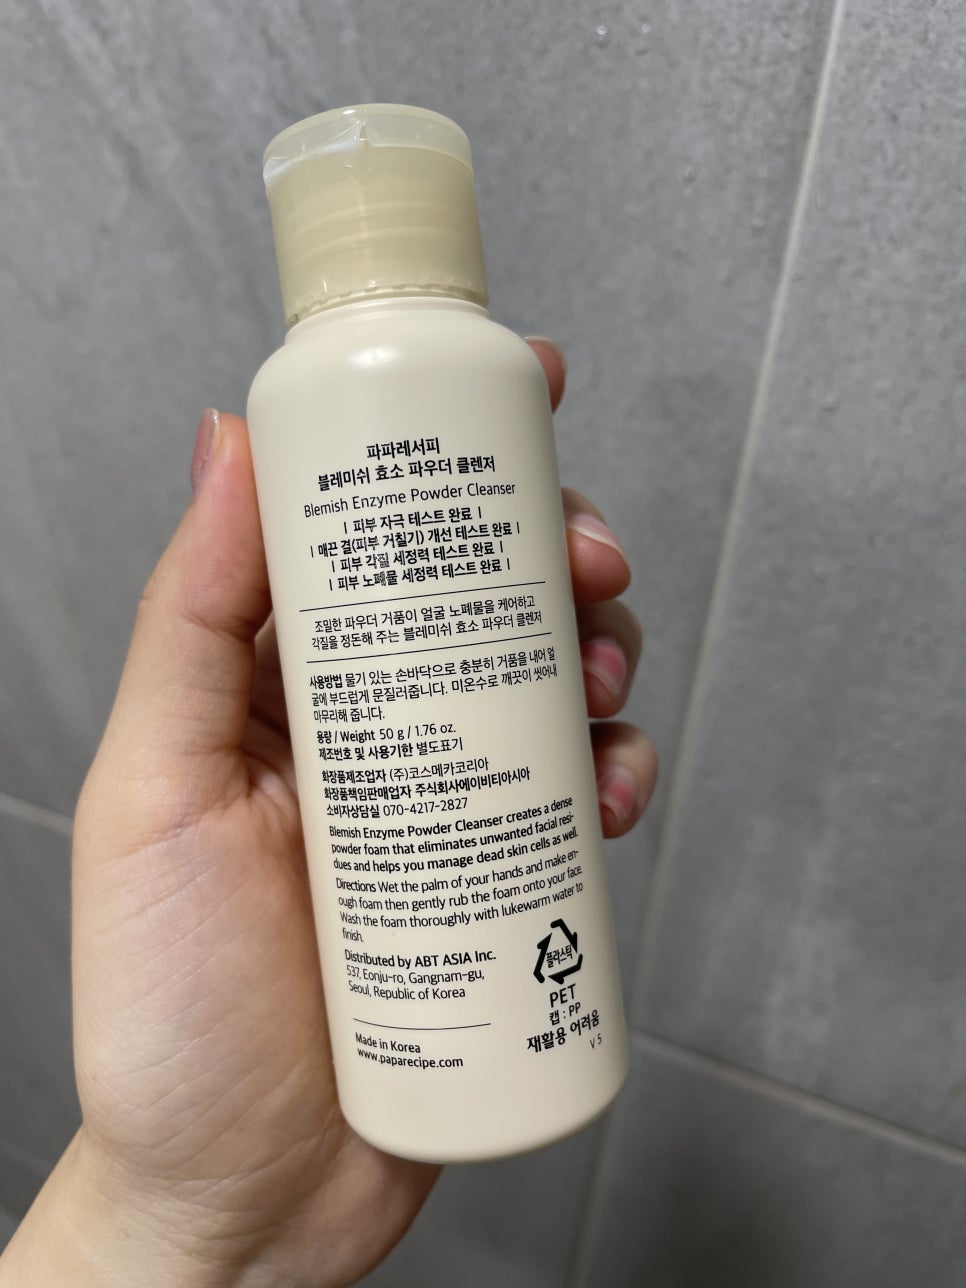 파파레서피
블레미쉬 효소 파우더 클렌저
Blemish Enzyme Powder Cleanser
| 피부 자극 테스트 완료 |
| 매끈 결(피부 거칠기) 개선 테스트 완료 |
| 피부 각질 세정력 테스트 완료 |
| 피부 노폐물 세정력 테스트 완료 |
조밀한 파우더 거품이 얼굴 노폐물을 케어하고
각질을 정돈해 주는 블레미쉬 효소 파우더 클렌저
사용방법 물기 있는 손바닥으로 충분히 거품을 내어 얼
굴에 부드럽게 문질러줍니다. 미온수로 깨끗이 씻어내
마무리해 줍니다.
용량 / Weight 50 g / 1.76 oz.
제조번호 및 사용기한 별도표기
화장품제조업자 (주)코스메카코리아
화장품책임판매업자 주식회사에이비티아시아
소비자상담실 070-4217-2827
Blemish Enzyme Powder Cleanser creates a dense
powder foam that eliminates unwanted facial resi-
dues and helps you manage dead skin cells as well.
Directions Wet the palm of your hands and make en-
ough foam then gently rub the foam onto your face.
Wash the foam thoroughly with lukewarm water to
finish.
Distributed by ABT ASIA Inc.
537, Eonju-ro, Gangnam-gu,
Seoul, Republic of Korea
플라스틱
PET
캡 : PP
재활용 어려움
V 5
Made in Korea
www.paparecipe.com